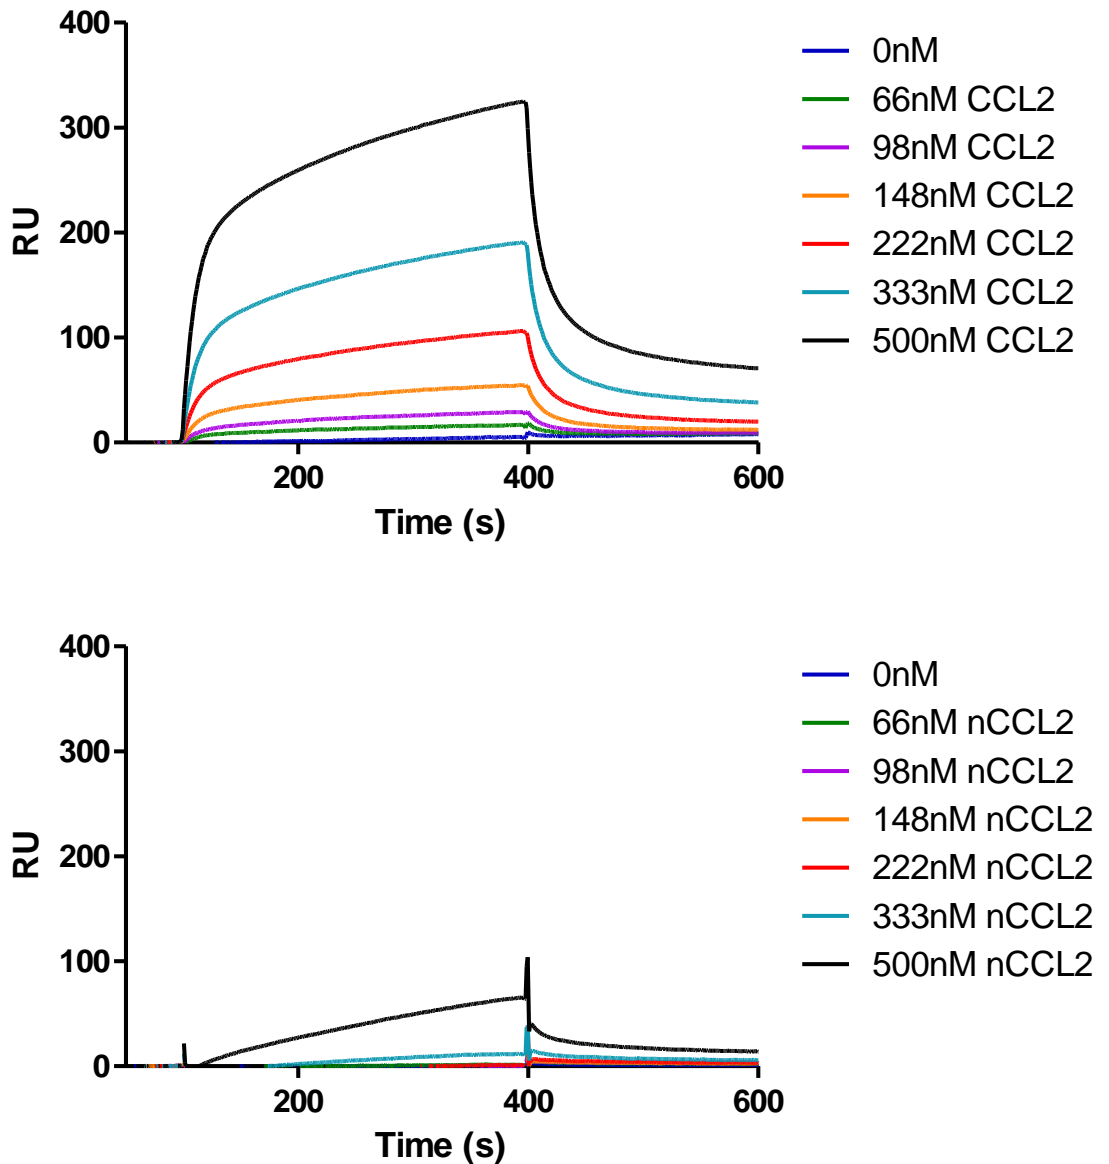 400
300
200
100
0
RU
200
400
600
Time (s)
0nM
66nM CCL2
98nM CCL2
148nM CCL2
222nM CCL2
333nM CCL2
500nM CCL2
400
300
200
100
0
RU
200
400
600
Time (s)
0nM
66nM nCCL2
98nM nCCL2
148nM nCCL2
222nM nCCL2
333nM nCCL2
500nM nCCL2